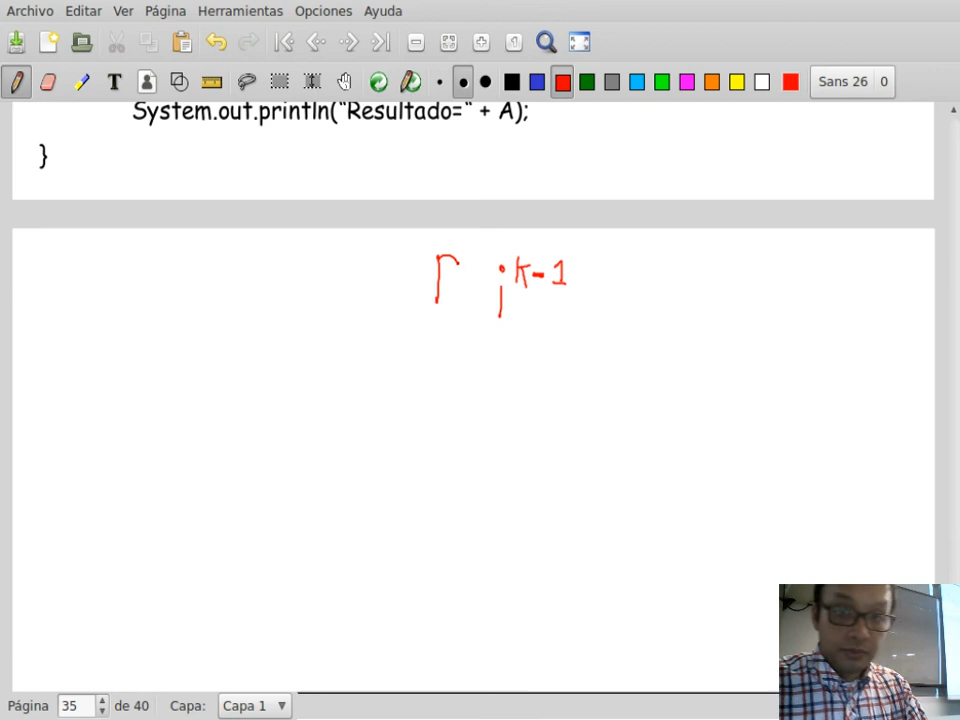 Archivo Editar Ver Página Herramientas Opciones Ayuda
T Sans 26 0
System.out.println(“Resultado=“ + A);
}
i^k-1
Página 35 de 40 Capa: Capa 1